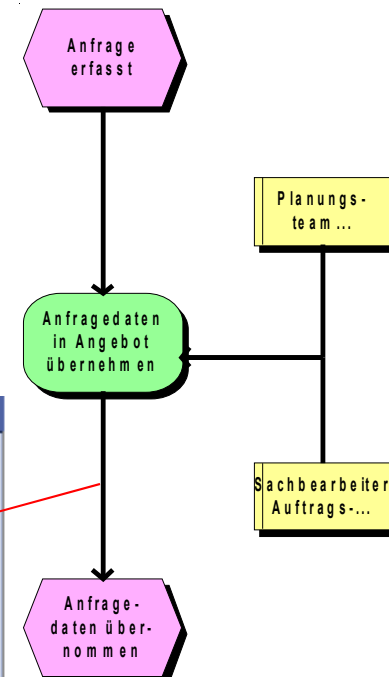 Anfrage
erfasst
Planungs-
team...
Anfragedaten
in Angebot
übernehmen
Sachbearbeiter
Auftrags-...
Anfrage-
daten über-
nommen